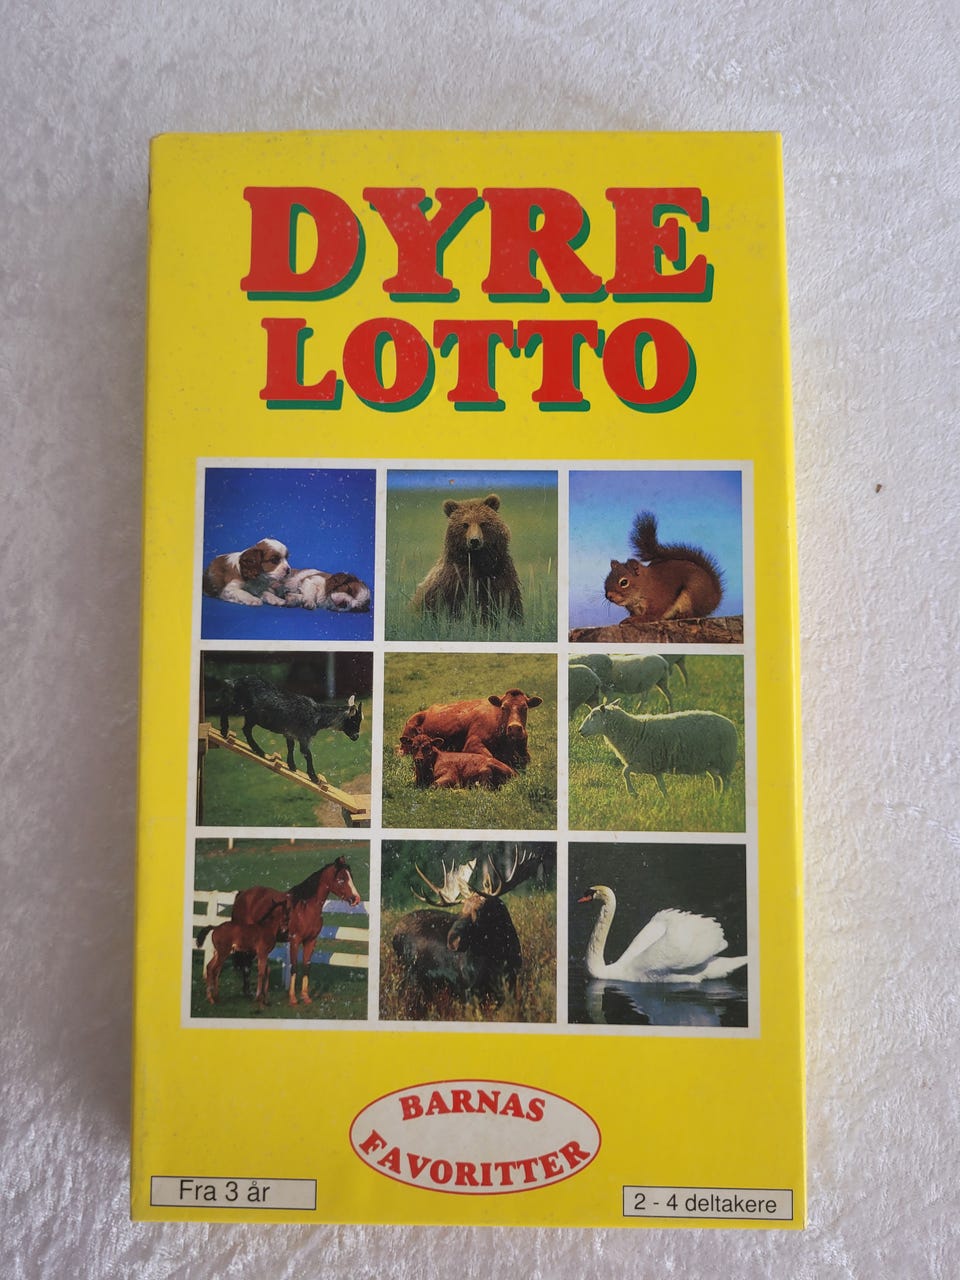 DYRE
LOTTO
BARNAS
FAVORITTER
Fra 3 år
2 - 4 deltakere